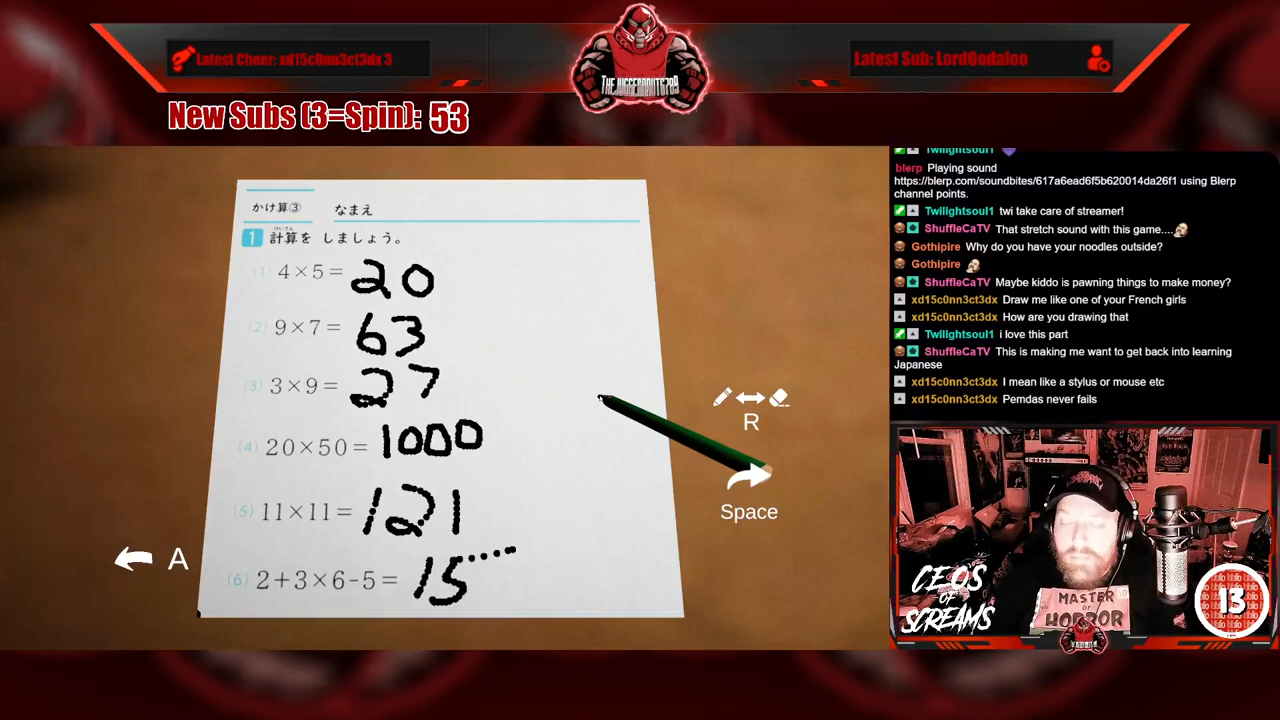 Latest Cheer: xd15c0nn3ct3dx 3
THEJUGGERNAUT6789
Latest Sub: LordOodaloo
New Subs (3=Spin): 53
かけ算③ なまえ
1 計算を しましょう。
けいさん
(1) 4×5= 20
(2) 9×7= 63
(3) 3×9= 27
(4) 20×50= 1000
(5) 11×11= 121
(6) 2+3×6-5= 15
R
Space
A
Twilightsoul1
blerp Playing sound
https://blerp.com/soundbites/617a6ead6f5b620014da26f1 using Blerp
channel points.
Twilightsoul1 twi take care of streamer!
ShuffleCaTV That stretch sound with this game....
Gothipire Why do you have your noodles outside?
Gothipire
ShuffleCaTV Maybe kiddo is pawning things to make money?
xd15c0nn3ct3dx Draw me like one of your French girls
xd15c0nn3ct3dx How are you drawing that
Twilightsoul1 i love this part
ShuffleCaTV This is making me want to get back into learning
Japanese
xd15c0nn3ct3dx I mean like a stylus or mouse etc
xd15c0nn3ct3dx Pemdas never fails
CEOS
OF
SCREAMS
MASTER
OF
HORROR
13